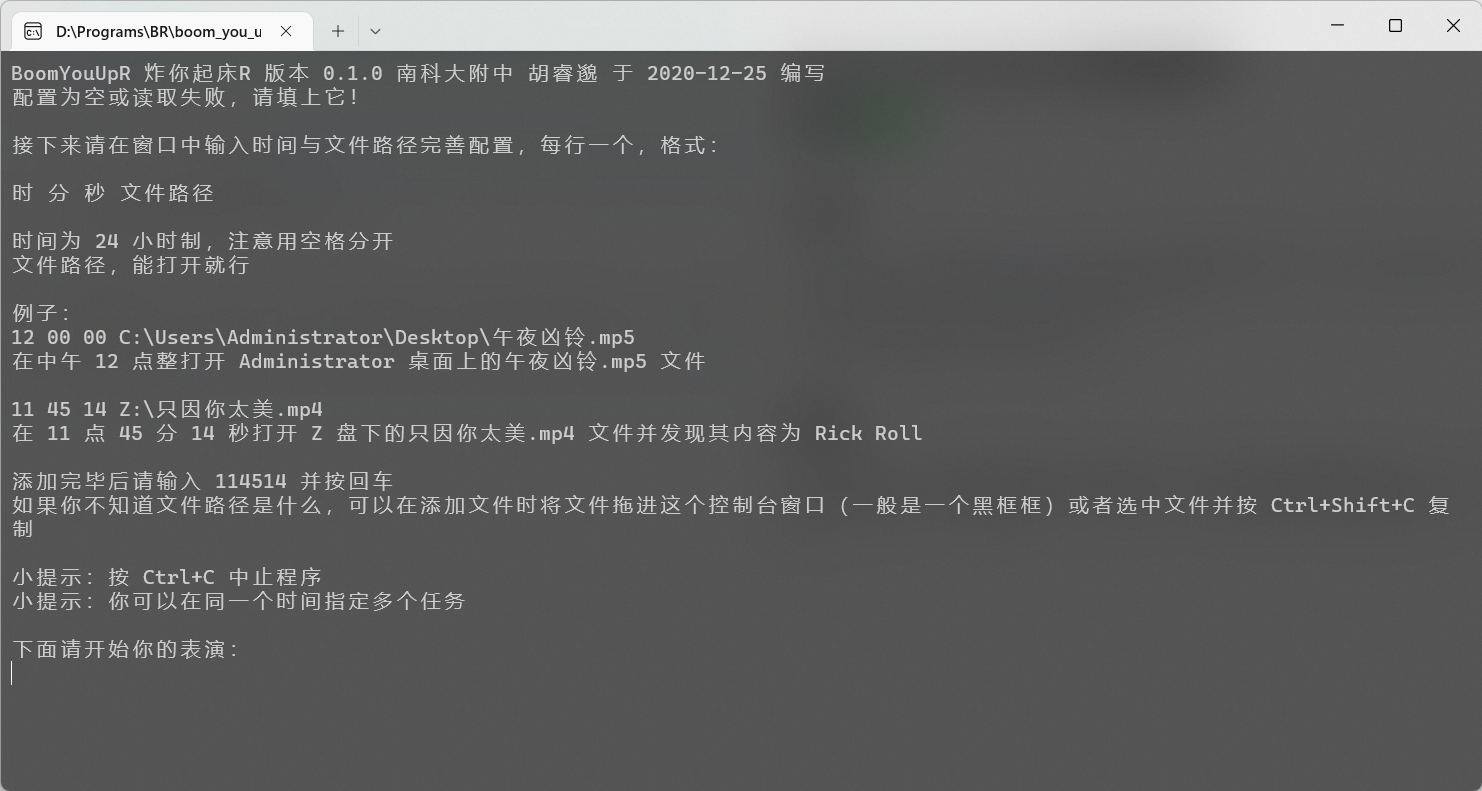 D:\Programs\BR\boom_you_u
BoomYouUpR 炸你起床R 版本 0.1.0 南科大附中 胡睿邈 于 2020-12-25 编写
配置为空或读取失败，请填上它！
接下来请在窗口中输入时间与文件路径完善配置，每行一个，格式：
时 分 秒 文件路径
时间为 24 小时制，注意用空格分开
文件路径，能打开就行
例子：
12 00 00 C:\Users\Administrator\Desktop\午夜凶铃.mp5
在中午 12 点整打开 Administrator 桌面上的午夜凶铃.mp5 文件
11 45 14 Z:\只因你太美.mp4
在 11 点 45 分 14 秒打开 Z 盘下的只因你太美.mp4 文件并发现其内容为 Rick Roll
添加完毕后请输入 114514 并按回车
如果你不知道文件路径是什么，可以在添加文件时将文件拖进这个控制台窗口（一般是一个黑框框）或者选中文件并按 Ctrl+Shift+C 复
制
小提示：按 Ctrl+C 中止程序
小提示：你可以在同一个时间指定多个任务
下面请开始你的表演：